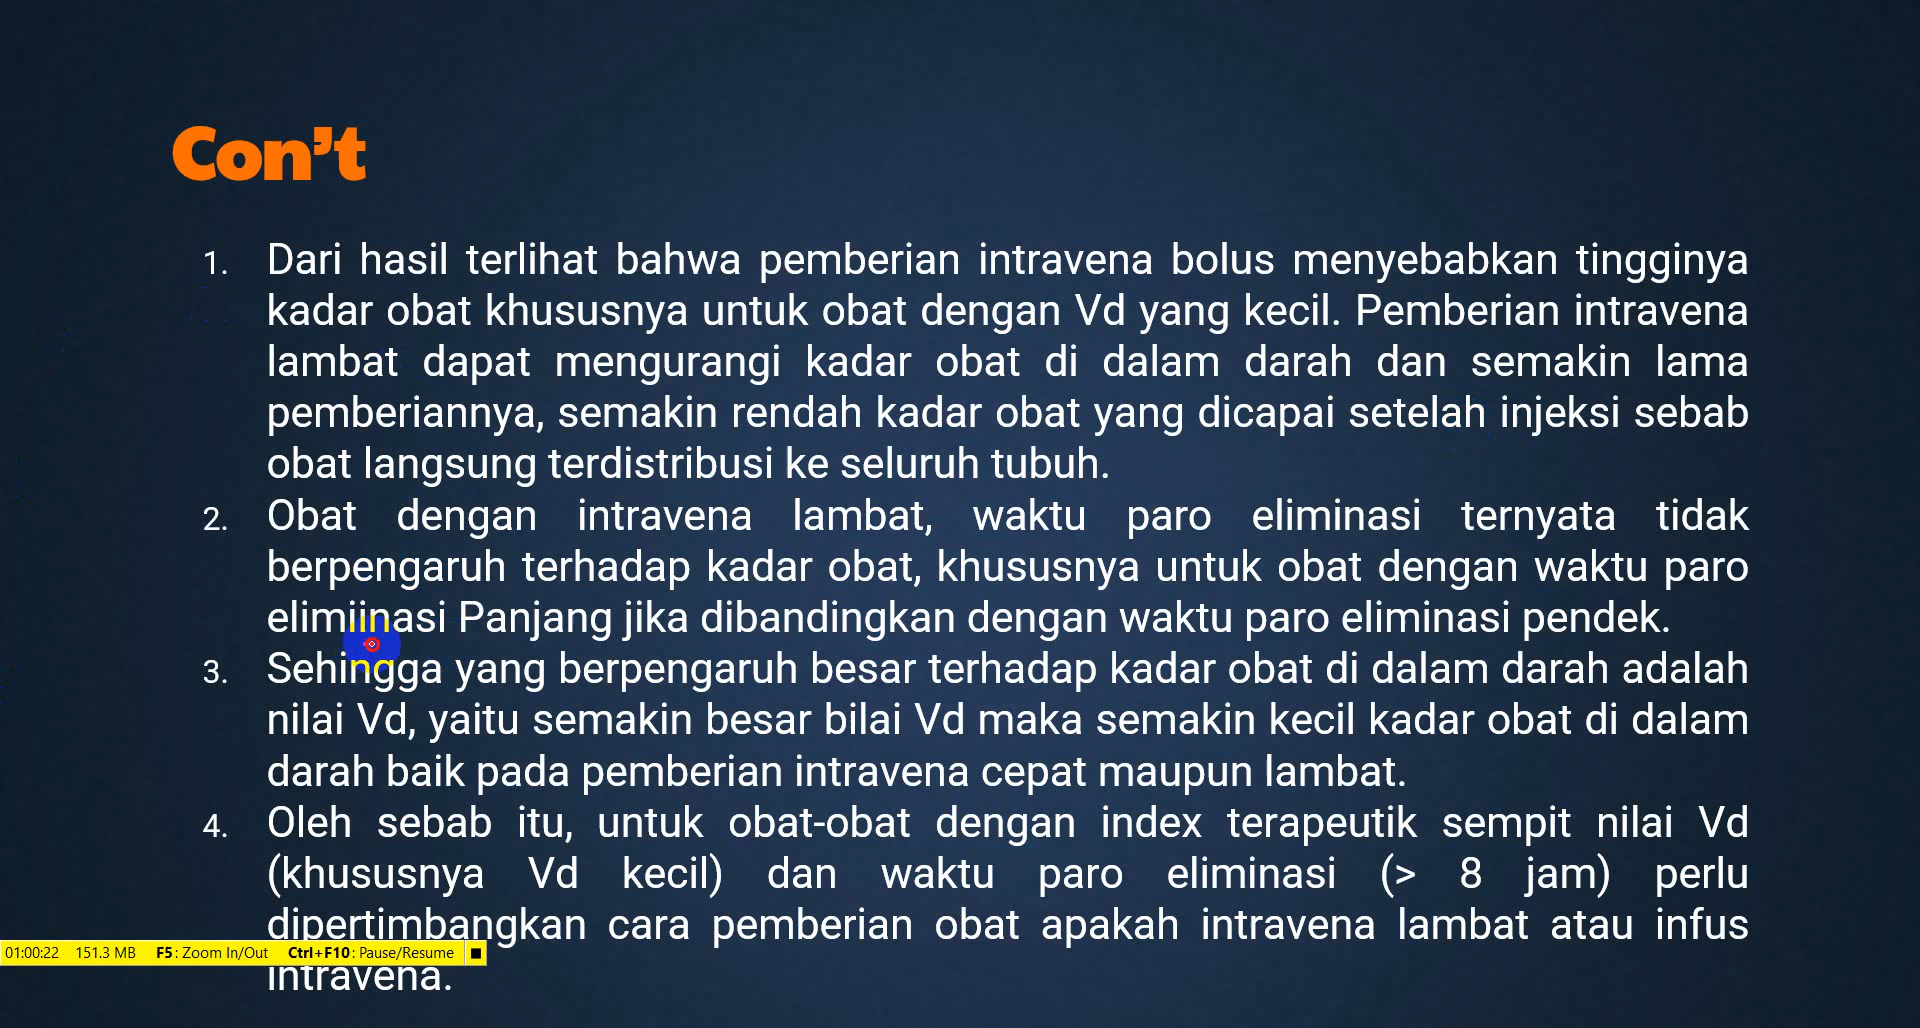 Con't
1. Dari hasil terlihat bahwa pemberian intravena bolus menyebabkan tingginya
kadar obat khususnya untuk obat dengan Vd yang kecil. Pemberian intravena
lambat dapat mengurangi kadar obat di dalam darah dan semakin lama
pemberiannya, semakin rendah kadar obat yang dicapai setelah injeksi sebab
obat langsung terdistribusi ke seluruh tubuh.
2. Obat dengan intravena lambat, waktu paro eliminasi ternyata tidak
berpengaruh terhadap kadar obat, khususnya untuk obat dengan waktu paro
elimiinasi Panjang jika dibandingkan dengan waktu paro eliminasi pendek.
3. Sehingga yang berpengaruh besar terhadap kadar obat di dalam darah adalah
nilai Vd, yaitu semakin besar bilai Vd maka semakin kecil kadar obat di dalam
darah baik pada pemberian intravena cepat maupun lambat.
4. Oleh sebab itu, untuk obat-obat dengan index terapeutik sempit nilai Vd
(khususnya Vd kecil) dan waktu paro eliminasi (> 8 jam) perlu
dipertimbangkan cara pemberian obat apakah intravena lambat atau infus
intravena.
01:00:22 151.3 MB F5: Zoom In/Out Ctrl+F10: Pause/Resume